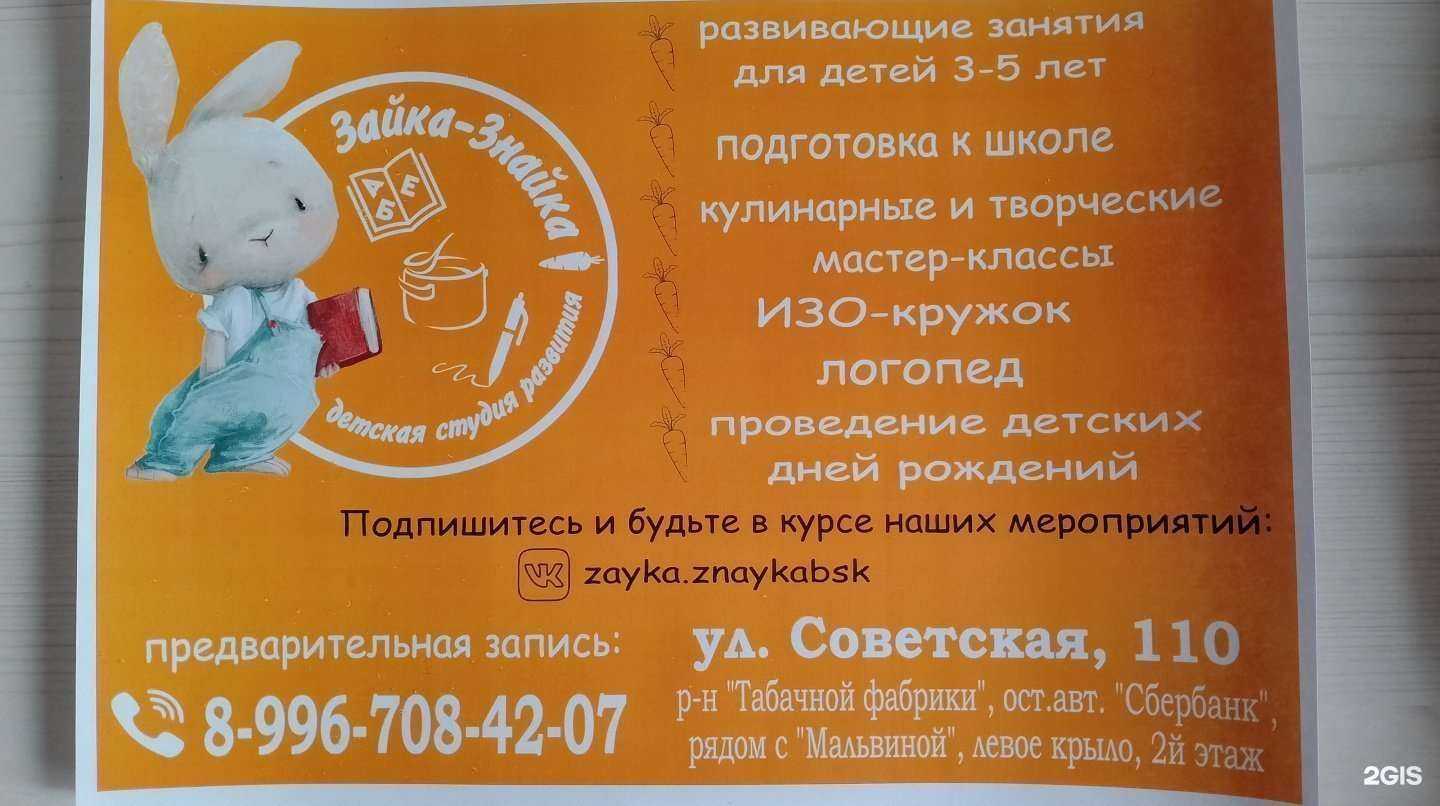 Зайка-Знайка
А Е
Б
детская студия развития
развивающие занятия
для детей 3-5 лет
подготовка к школе
кулинарные и творческие
мастер-классы
ИЗО-кружок
логопед
проведение детских
дней рождений
Подпишитесь и будьте в курсе наших мероприятий:
VK zayka.znaykabsk
предварительная запись:
8-996-708-42-07
ул. Советская, 110
р-н "Табачной фабрики", ост.авт. "Сбербанк",
рядом с "Мальвиной", левое крыло, 2й этаж
2GIS